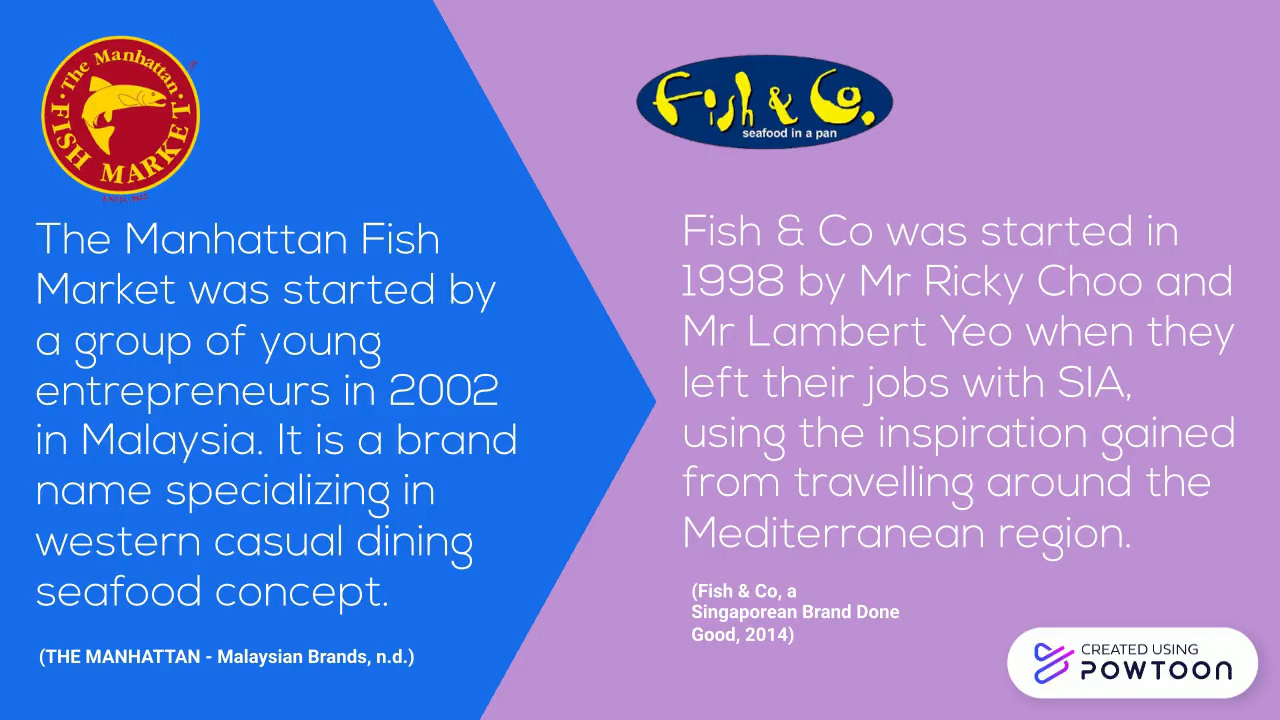 The Manhattan
FISH MARKET
The Manhattan Fish
Market was started by
a group of young
entrepreneurs in 2002
in Malaysia. It is a brand
name specializing in
western casual dining
seafood concept.
(THE MANHATTAN - Malaysian Brands, n.d.)
Fish & Co.
seafood in a pan
Fish & Co was started in
1998 by Mr Ricky Choo and
Mr Lambert Yeo when they
left their jobs with SIA,
using the inspiration gained
from travelling around the
Mediterranean region.
(Fish & Co, a
Singaporean Brand Done
Good, 2014)
CREATED USING
POWTOON